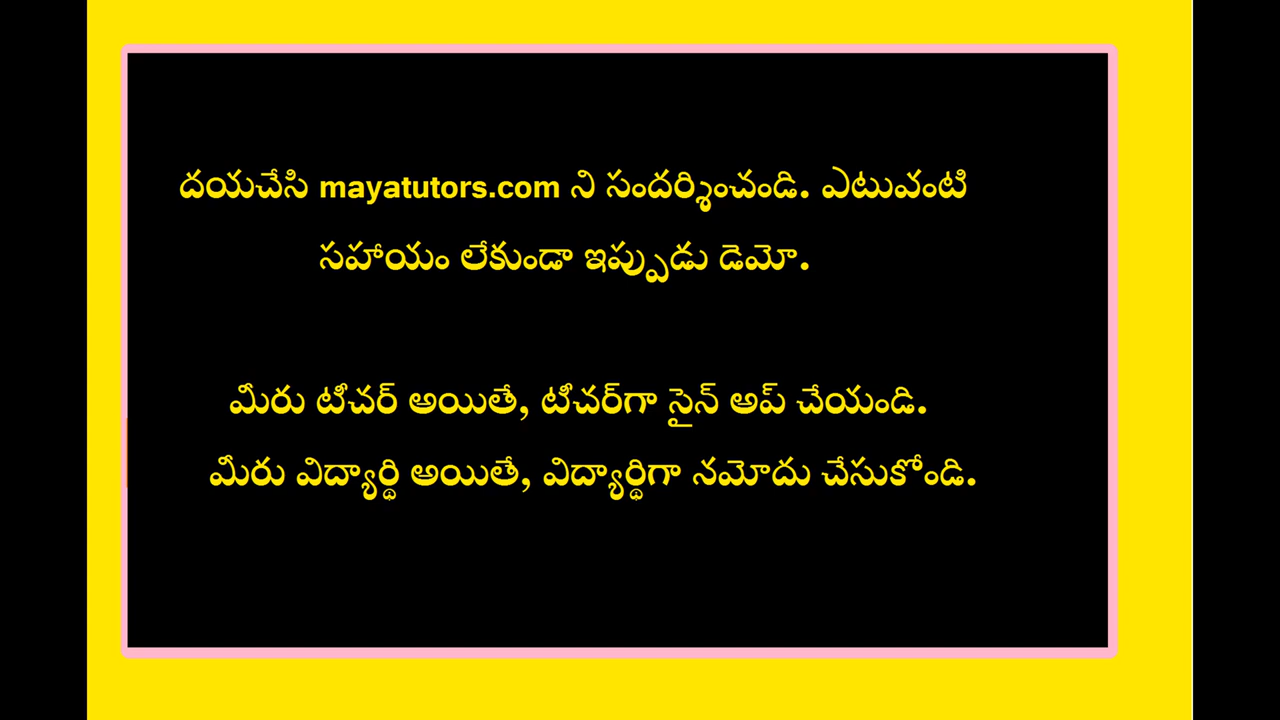 దయచేసి mayatutors.com ని సందర్శించండి. ఎటువంటి
సహాయం లేకుండా ఇప్పుడు డెమో.
మీరు టీచర్ అయితే, టీచర్‌గా సైన్ అప్ చేయండి.
మీరు విద్యార్థి అయితే, విద్యార్థిగా నమోదు చేసుకోండి.